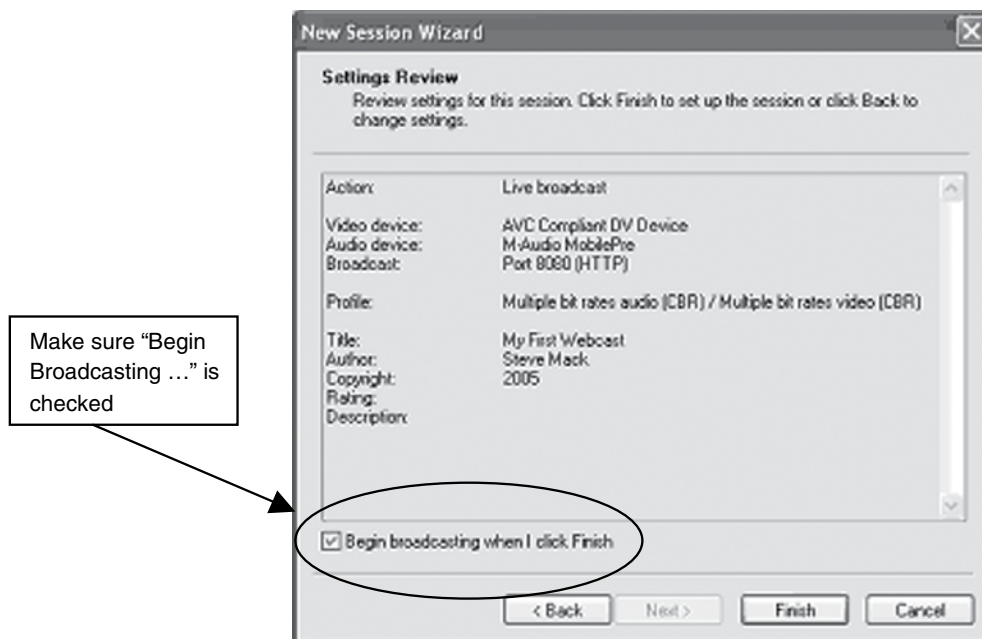 New Session Wizard
Settings Review
Review settings for this session. Click Finish to set up the session or click Back to
change settings.
Action: Live broadcast
Video device: AVC Compliant DV Device
Audio device: M-Audio MobilePre
Broadcast: Port 8080 (HTTP)
Profile: Multiple bit rates audio (CBR) / Multiple bit rates video (CBR)
Title: My First Webcast
Author: Steve Mack
Copyright: 2005
Rating:
Description:
Make sure “Begin
Broadcasting …” is
checked
Begin broadcasting when I click Finish
< Back Next > Finish Cancel